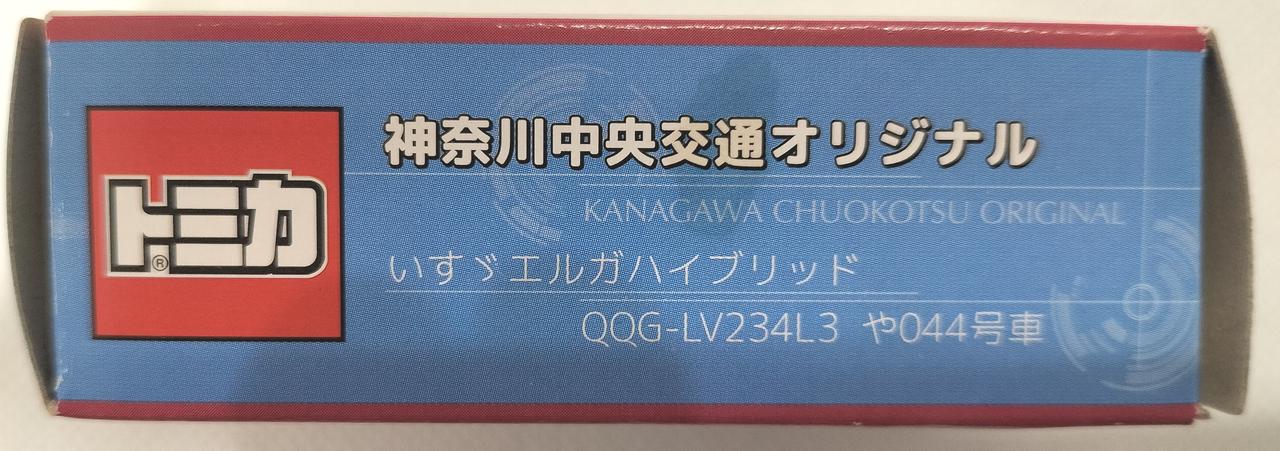 トミカ®
神奈川中央交通オリジナル
KANAGAWA CHUOKOTSU ORIGINAL
いすゞエルガハイブリッド
QQG-LV234L3 や044号車